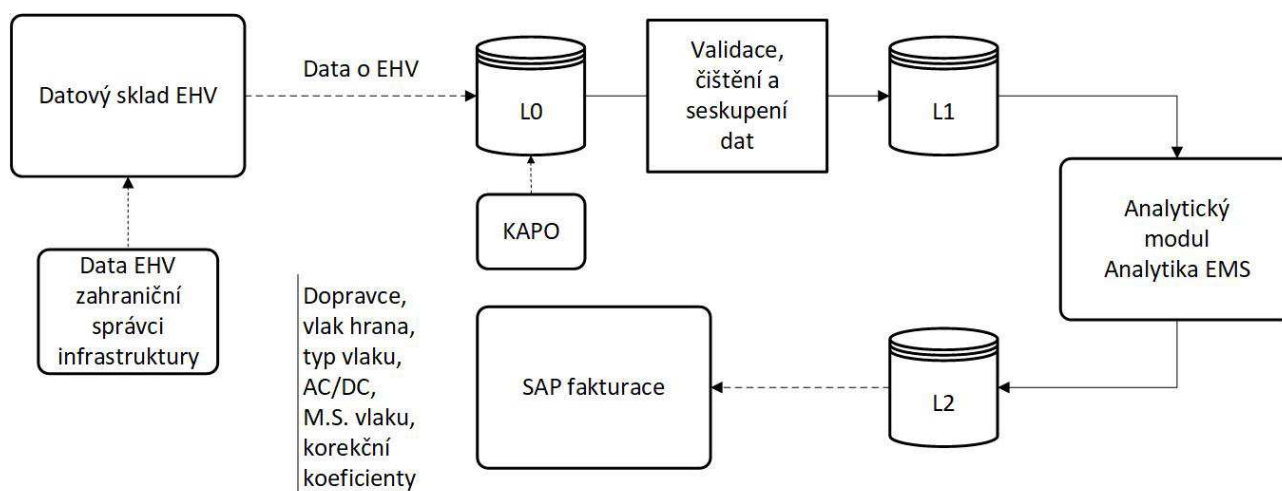 Datový sklad EHV
Data o EHV
L0
Validace,
čištění a
seskupení
dat
L1
KAPO
Analytický
modul
Analytika EMS
Data EHV
zahraniční
správci
infrastruktury
Dopravce,
vlak hrana,
typ vlaku,
AC/DC,
M.S. vlaku,
korekční
koeficienty
SAP fakturace
L2